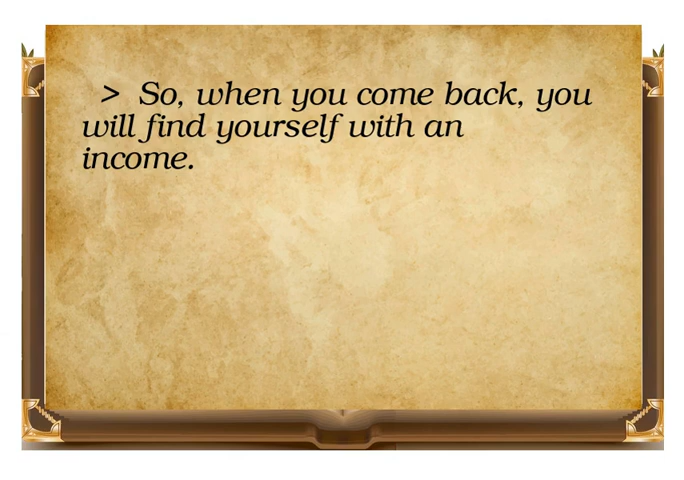 > So, when you come back, you
will find yourself with an
income.